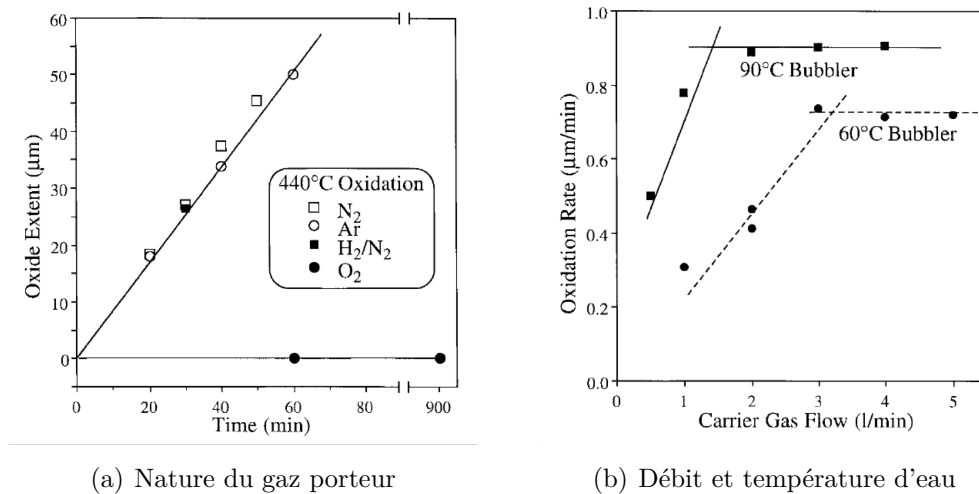 60
50
40
30
20
10
0
Oxide Extent (µm)
440°C Oxidation
N2
Ar
H2/N2
O2
0 20 40 60 80 900
Time (min)
1.0
0.8
0.6
0.4
0.2
0.0
Oxidation Rate (µm/min)
90°C Bubbler
60°C Bubbler
0 1 2 3 4 5
Carrier Gas Flow (l/min)
(a) Nature du gaz porteur
(b) Débit et température d'eau